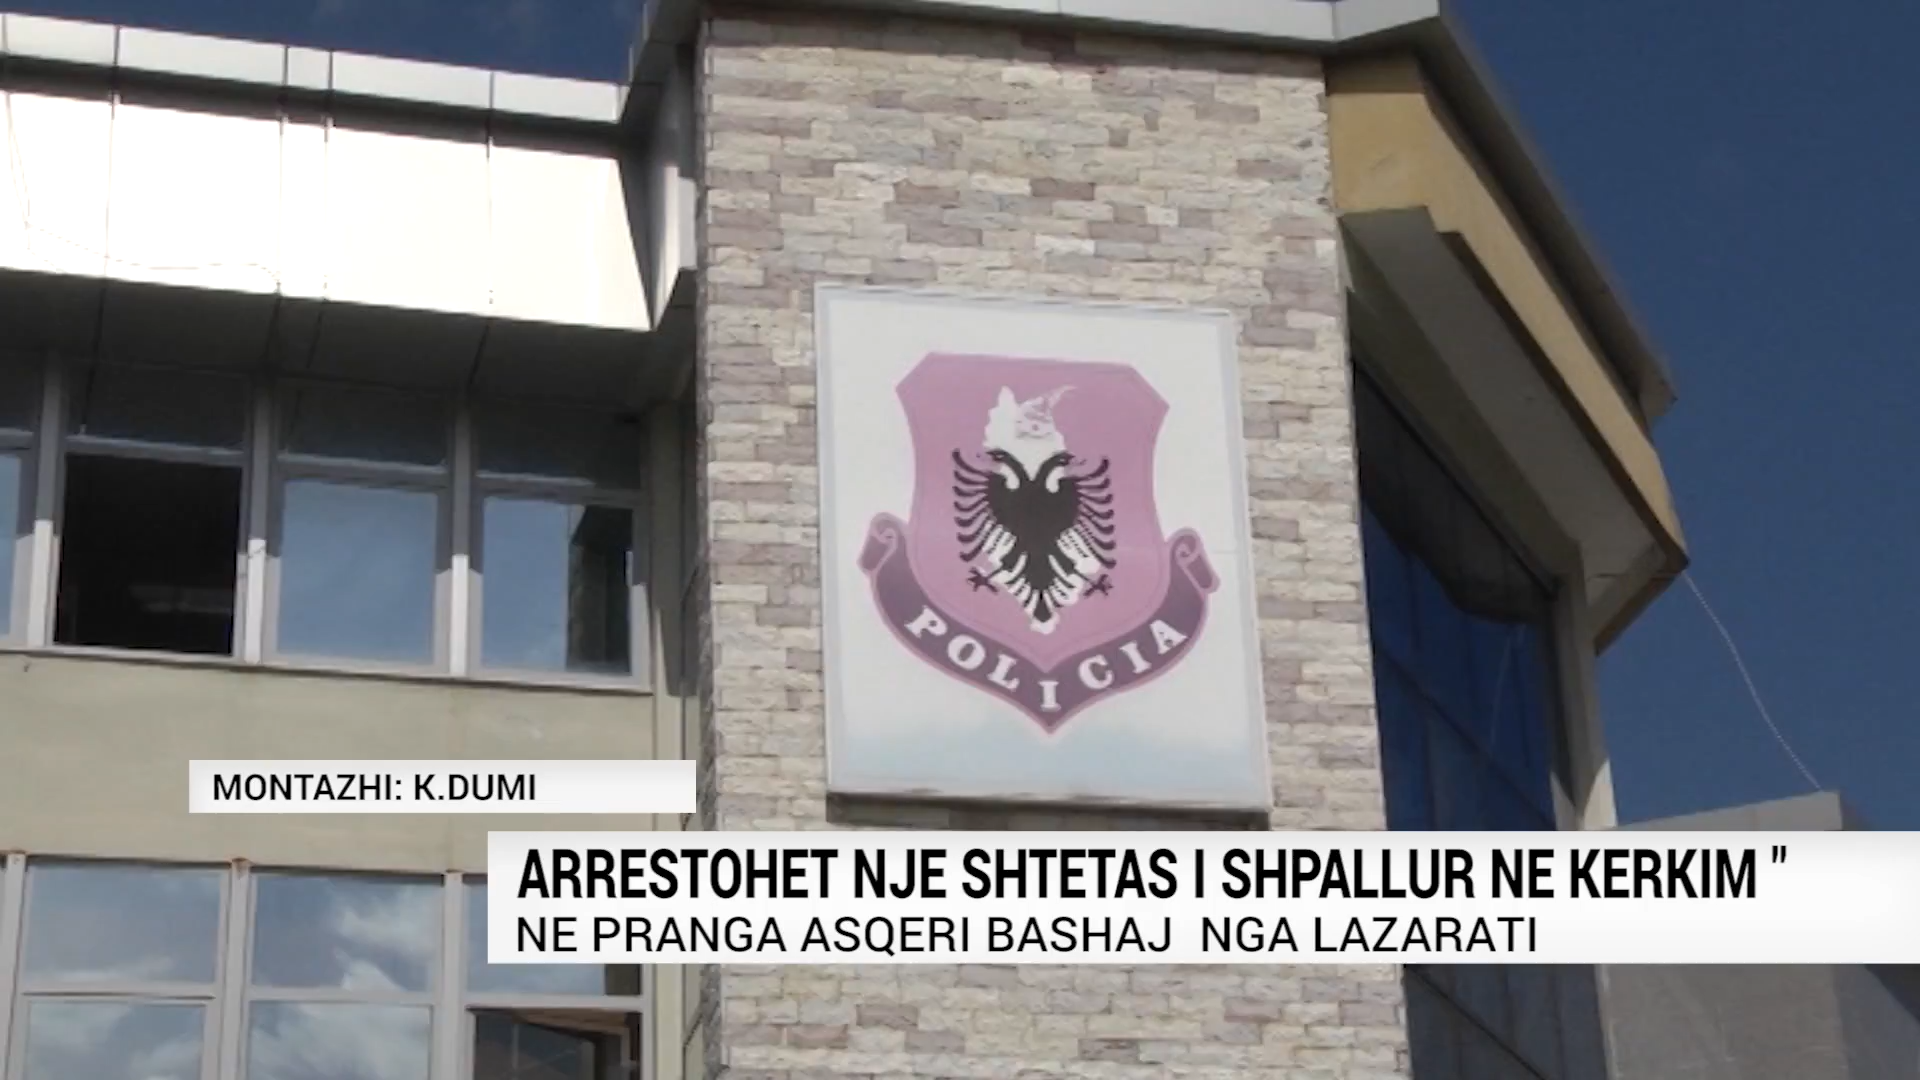 POLICIA
MONTAZHI: K.DUMI
ARRESTOHET NJE SHTETAS I SHPALLUR NE KERKIM "
NE PRANGA ASQERI BASHAJ NGA LAZARATI